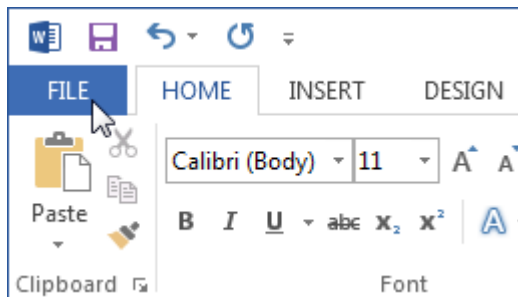 W
FILE HOME INSERT DESIGN
Calibri (Body) 11 A A
Paste
B I U abc X₂ X² A
Clipboard Font